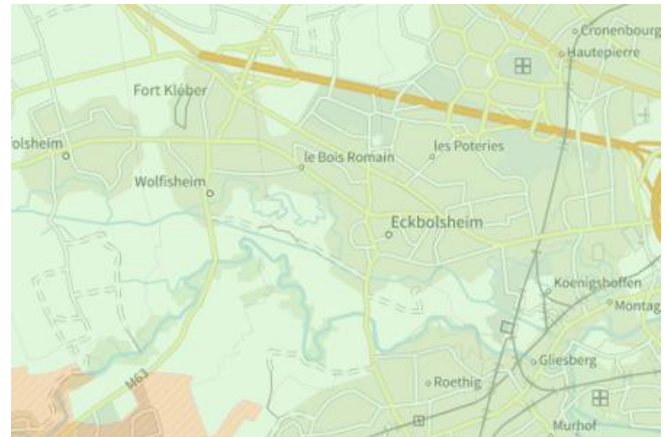 Cronenbourg
Hautepierre
Fort Kléber
les Poteries
olsheim
le Bois Romain
Wolfisheim
Eckbolsheim
Koenigshoffen
Montag
Gliesberg
M63
Roethig
Murhof